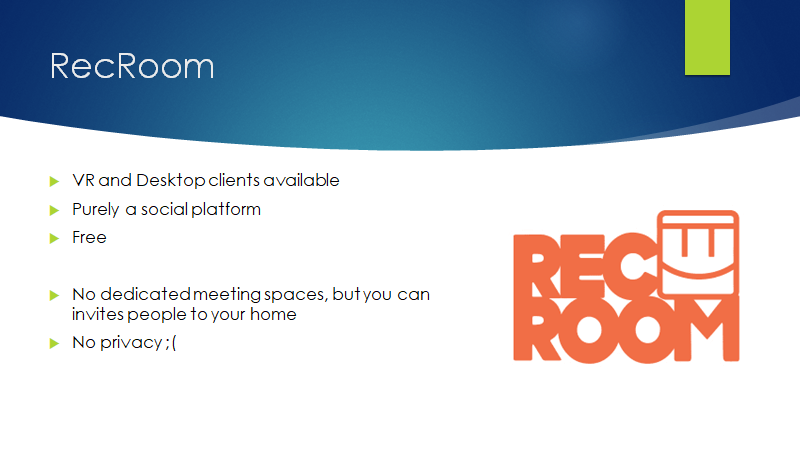 RecRoom
VR and Desktop clients available
Purely a social platform
Free
No dedicated meeting spaces, but you can
invites people to your home
No privacy ;(
REC
ROOM